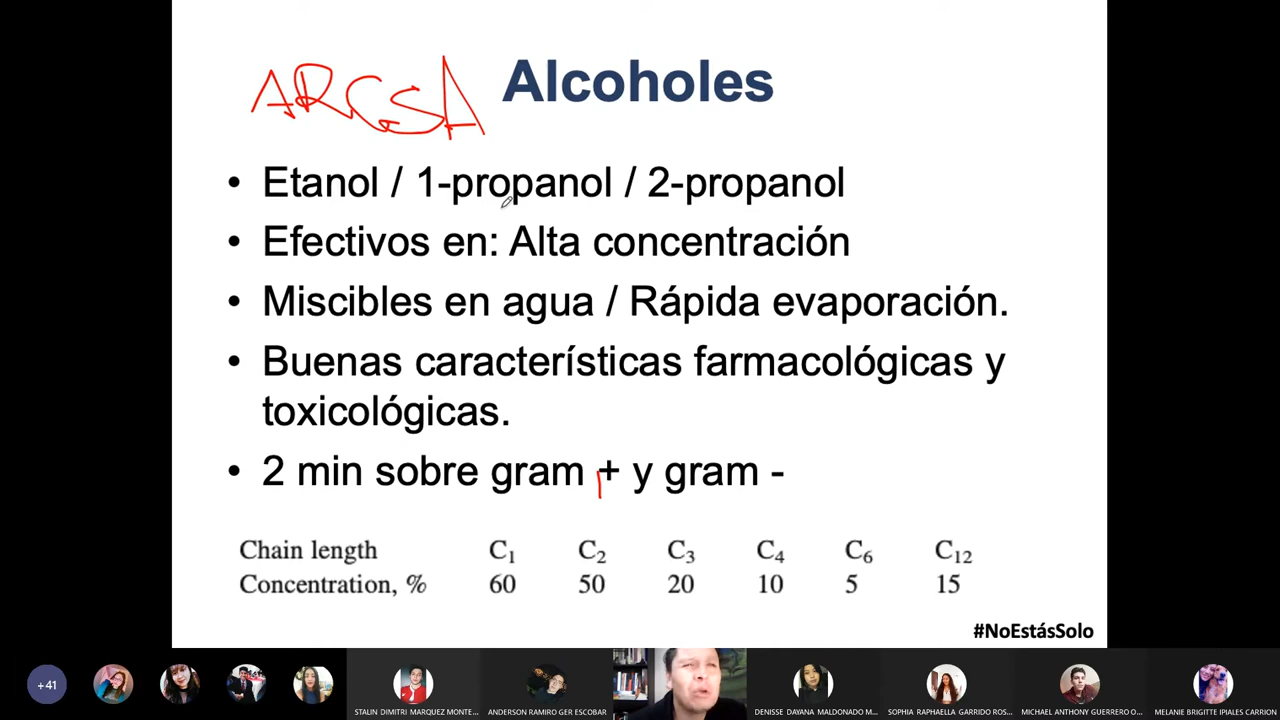 ARCSA Alcoholes
• Etanol / 1-propanol / 2-propanol
• Efectivos en: Alta concentración
• Miscibles en agua / Rápida evaporación.
• Buenas características farmacológicas y
toxicológicas.
• 2 min sobre gram + y gram -
Chain length C₁ C₂ C₃ C₄ C₆ C₁₂
Concentration, % 60 50 20 10 5 15
#NoEstásSolo
+41
STALIN DIMITRI MARQUEZ MONTE...
ANDERSON RAMIRO GER ESCOBAR
DENISSE DAYANA MALDONADO M...
SOPHIA RAPHAELLA GARRIDO ROS...
MICHAEL ANTHONY GUERRERO O...
MELANIE BRIGITTE IPIALES CARRION